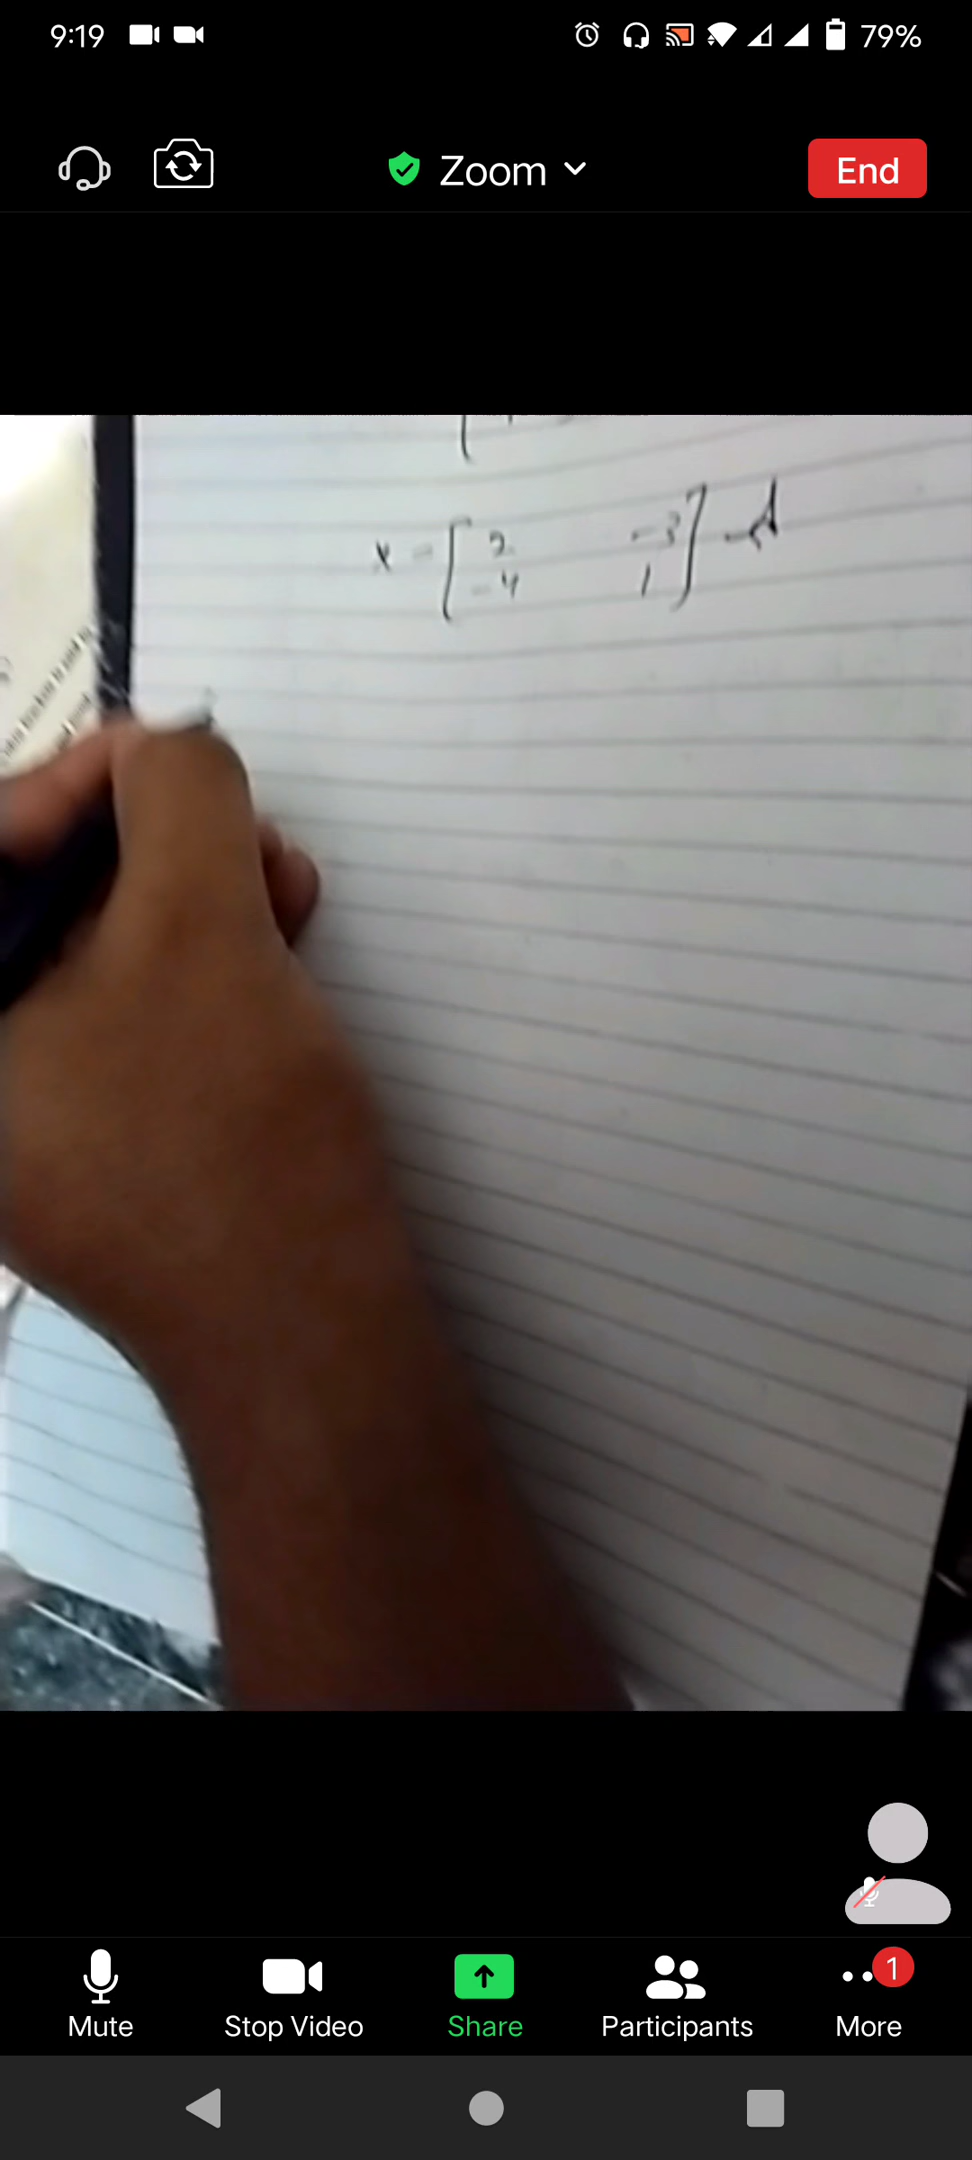 9:19 79%
Zoom End
x = [ 2 -3 ]
[ -4 1 ]
Mute Stop Video Share Participants More
1